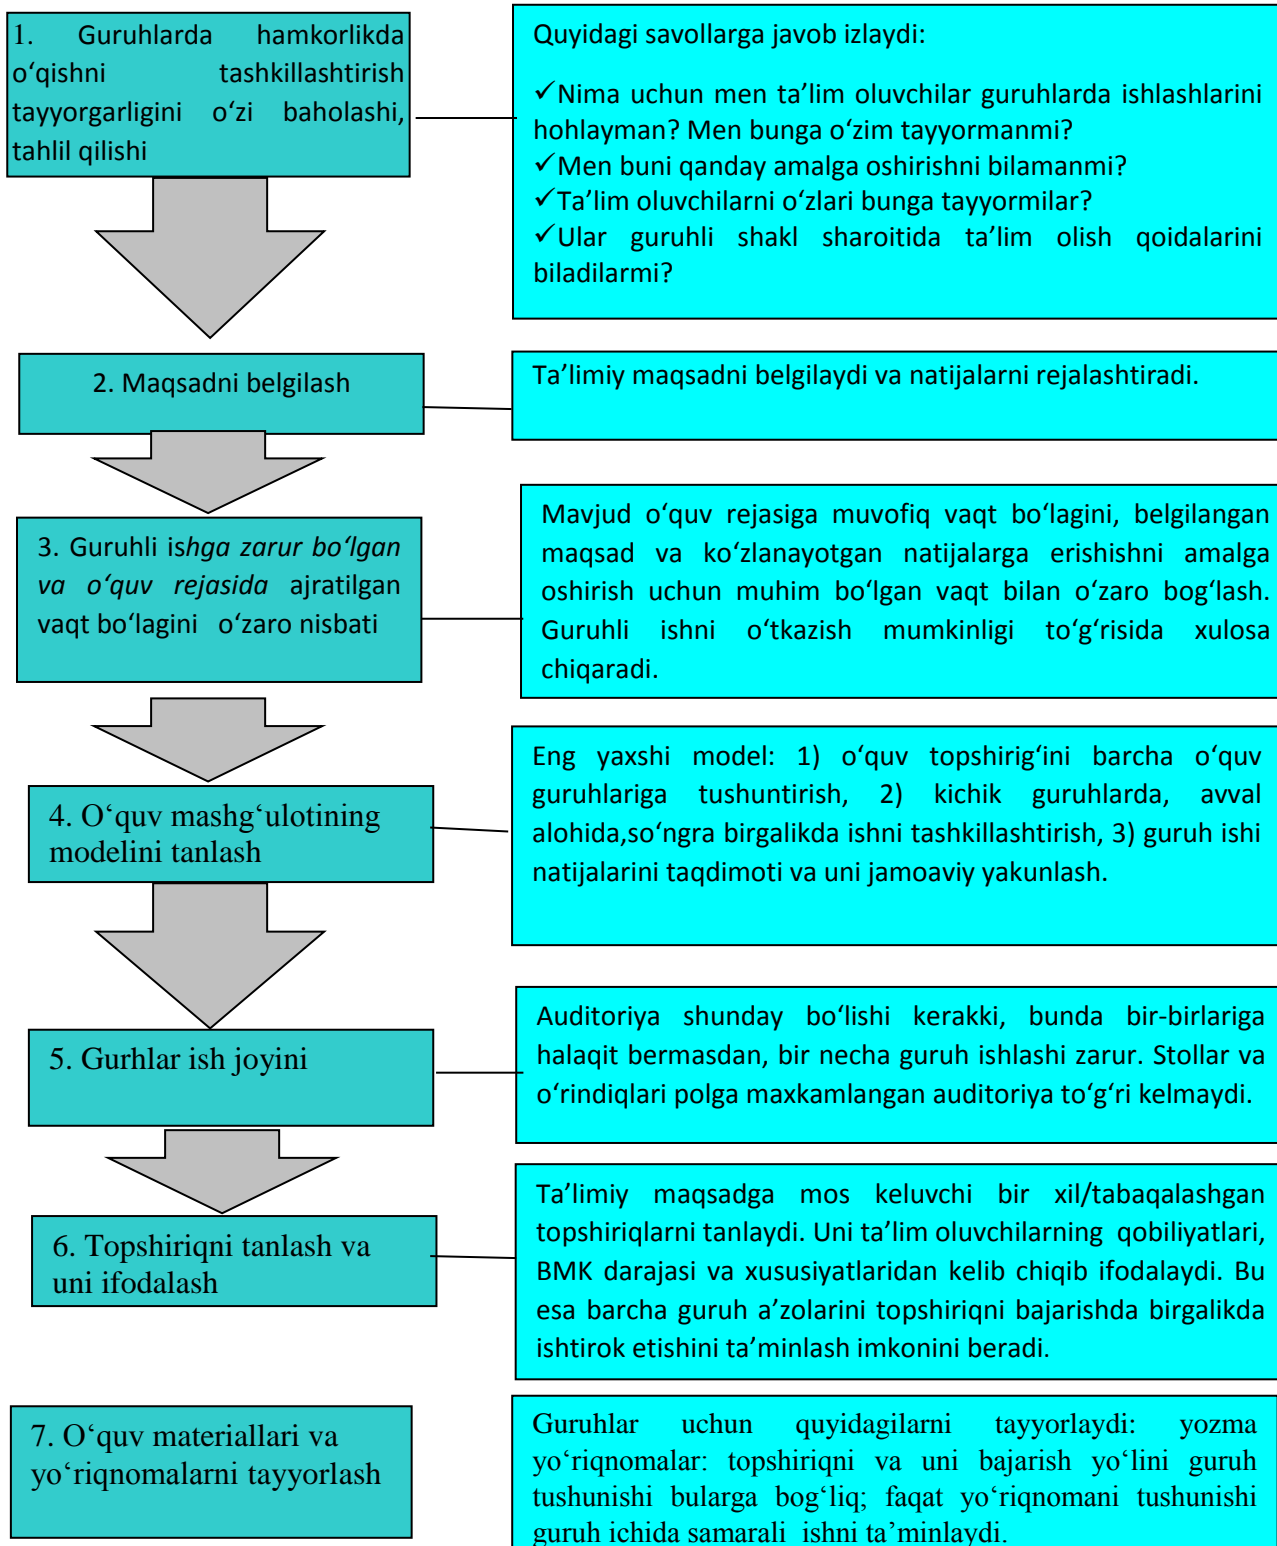 1. Guruhlarda hamkorlikda
o‘qishni tashkillashtirish
tayyorgarligini o‘zi baholashi,
tahlil qilishi
Quyidagi savollarga javob izlaydi:
✓Nima uchun men ta’lim oluvchilar guruhlarda ishlashlarini
hohlayman? Men bunga o‘zim tayyormanmi?
✓Men buni qanday amalga oshirishni bilamanmi?
✓Ta’lim oluvchilarni o‘zlari bunga tayyormilar?
✓Ular guruhli shakl sharoitida ta’lim olish qoidalarini
biladilarmi?
2. Maqsadni belgilash
Ta’limiy maqsadni belgilaydi va natijalarni rejalashtiradi.
3. Guruhli ishga zarur bo‘lgan
va o‘quv rejasida ajratilgan
vaqt bo‘lagini o‘zaro nisbati
Mavjud o‘quv rejasiga muvofiq vaqt bo‘lagini, belgilangan
maqsad va ko‘zlanayotgan natijalarga erishishni amalga
oshirish uchun muhim bo‘lgan vaqt bilan o‘zaro bog‘lash.
Guruhli ishni o‘tkazish mumkinligi to‘g‘risida xulosa
chiqaradi.
4. O‘quv mashg‘ulotining
modelini tanlash
Eng yaxshi model: 1) o‘quv topshirig‘ini barcha o‘quv
guruhlariga tushuntirish, 2) kichik guruhlarda, avval
alohida,so‘ngra birgalikda ishni tashkillashtirish, 3) guruh ishi
natijalarini taqdimoti va uni jamoaviy yakunlash.
5. Gurhlar ish joyini
Auditoriya shunday bo‘lishi kerakki, bunda bir-birlariga
halaqit bermasdan, bir necha guruh ishlashi zarur. Stollar va
o‘rindiqlari polga maxkamlangan auditoriya to‘g‘ri kelmaydi.
6. Topshiriqni tanlash va
uni ifodalash
Ta’limiy maqsadga mos keluvchi bir xil/tabaqalashgan
topshiriqlarni tanlaydi. Uni ta’lim oluvchilarning qobiliyatlari,
BMK darajasi va xususiyatlaridan kelib chiqib ifodalaydi. Bu
esa barcha guruh a’zolarini topshiriqni bajarishda birgalikda
ishtirok etishini ta’minlash imkonini beradi.
7. O‘quv materiallari va
yo‘riqnomalarni tayyorlash
Guruhlar uchun quyidagilarni tayyorlaydi: yozma
yo‘riqnomalar: topshiriqni va uni bajarish yo‘lini guruh
tushunishi bularga bog‘liq; faqat yo‘riqnomani tushunishi
guruh ichida samarali ishni ta’minlaydi.